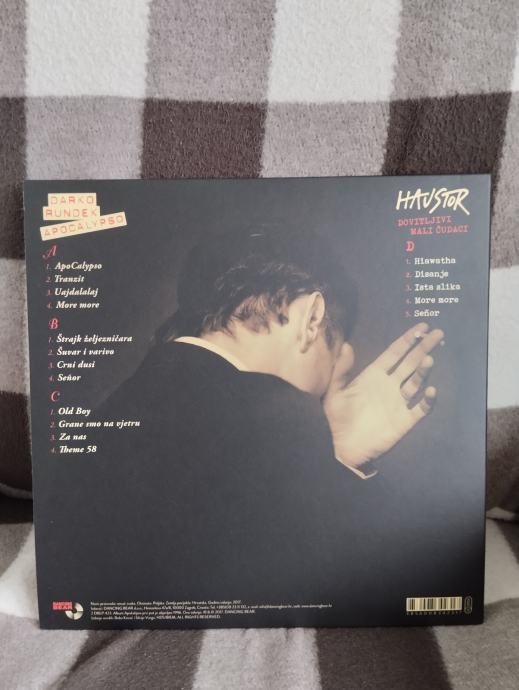 DARKO
RUNDEK
APOCALYPSO
A
1. ApoCalypso
2. Tranzit
3. Uajdalalaj
4. More more
B
1. Štrajk željezničara
2. Šuvar i varivo
3. Crni dusi
4. Señor
C
1. Old Boy
2. Grane smo na vjetru
3. Za nas
4. Theme 58
HAUSTOR
DOVITLJIVI
MALI ČUDACI
D
1. Hiawatha
2. Disanje
3. Ista slika
4. More more
5. Señor
DANCING
BEAR